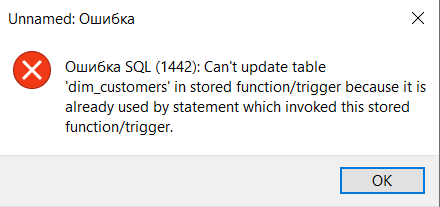 Unnamed: Ошибка
Ошибка SQL (1442): Can't update table
'dim_customers' in stored function/trigger because it is
already used by statement which invoked this stored
function/trigger.
OK